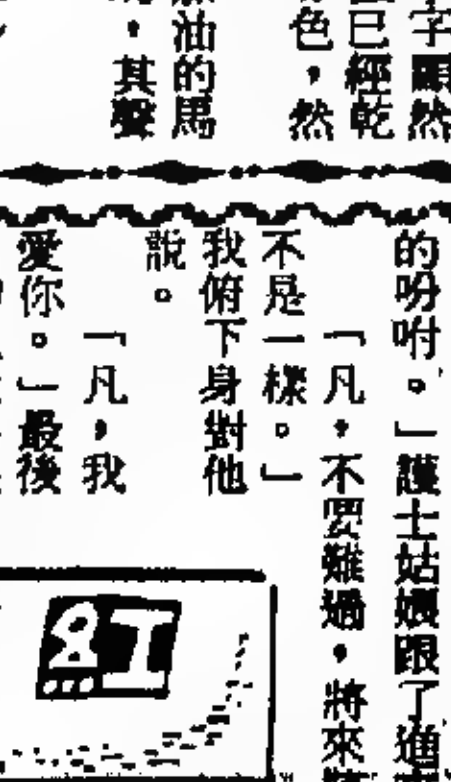 字顯然
已經乾
色，然
油的馬
，其聲
的吩咐。」護士姑娘跟了進
「凡，不要難過，將來
不是一樣。」
我俯下身對他
說。
「凡，我
愛你。」最後